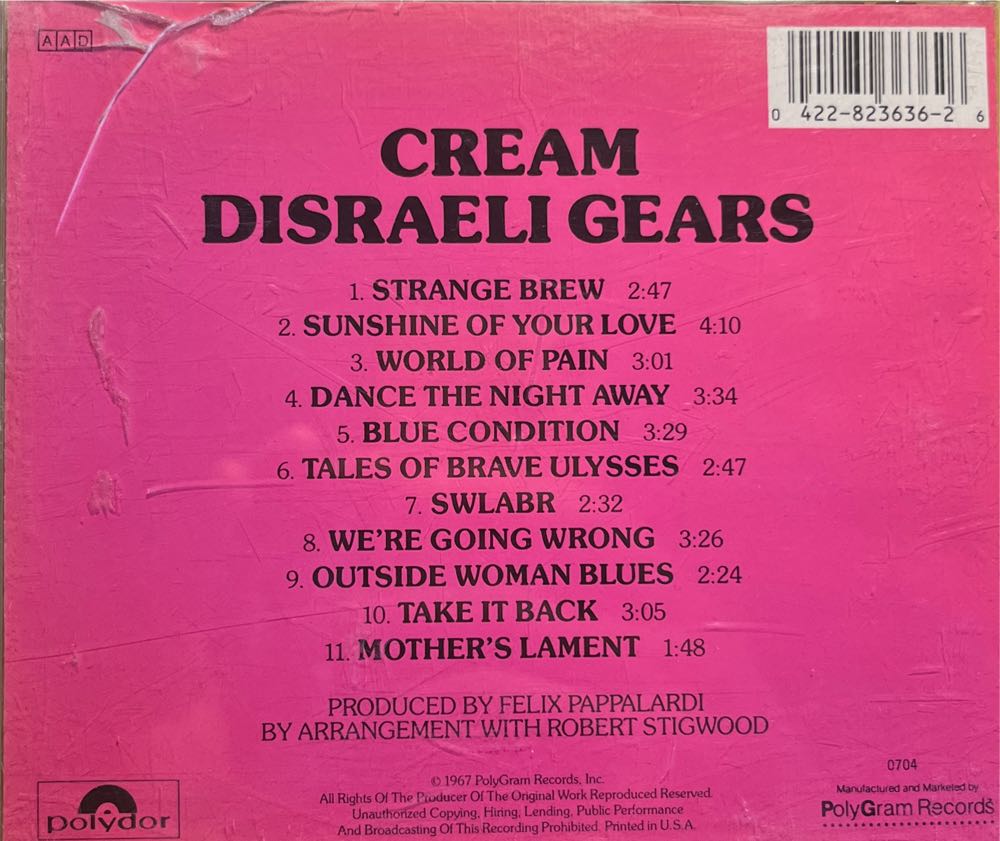 AAD
0 422-823636-2 6
CREAM
DISRAELI GEARS
1. STRANGE BREW 2:47
2. SUNSHINE OF YOUR LOVE 4:10
3. WORLD OF PAIN 3:01
4. DANCE THE NIGHT AWAY 3:34
5. BLUE CONDITION 3:29
6. TALES OF BRAVE ULYSSES 2:47
7. SWLABR 2:32
8. WE'RE GOING WRONG 3:26
9. OUTSIDE WOMAN BLUES 2:24
10. TAKE IT BACK 3:05
11. MOTHER'S LAMENT 1:48
PRODUCED BY FELIX PAPPALARDI
BY ARRANGEMENT WITH ROBERT STIGWOOD
© 1967 PolyGram Records, Inc.
All Rights Of The Producer Of The Original Work Reproduced Reserved.
Unauthorized Copying, Hiring, Lending, Public Performance
And Broadcasting Of This Recording Prohibited. Printed in U.S.A.
polydor
0704
Manufactured and Marketed by
PolyGram Records